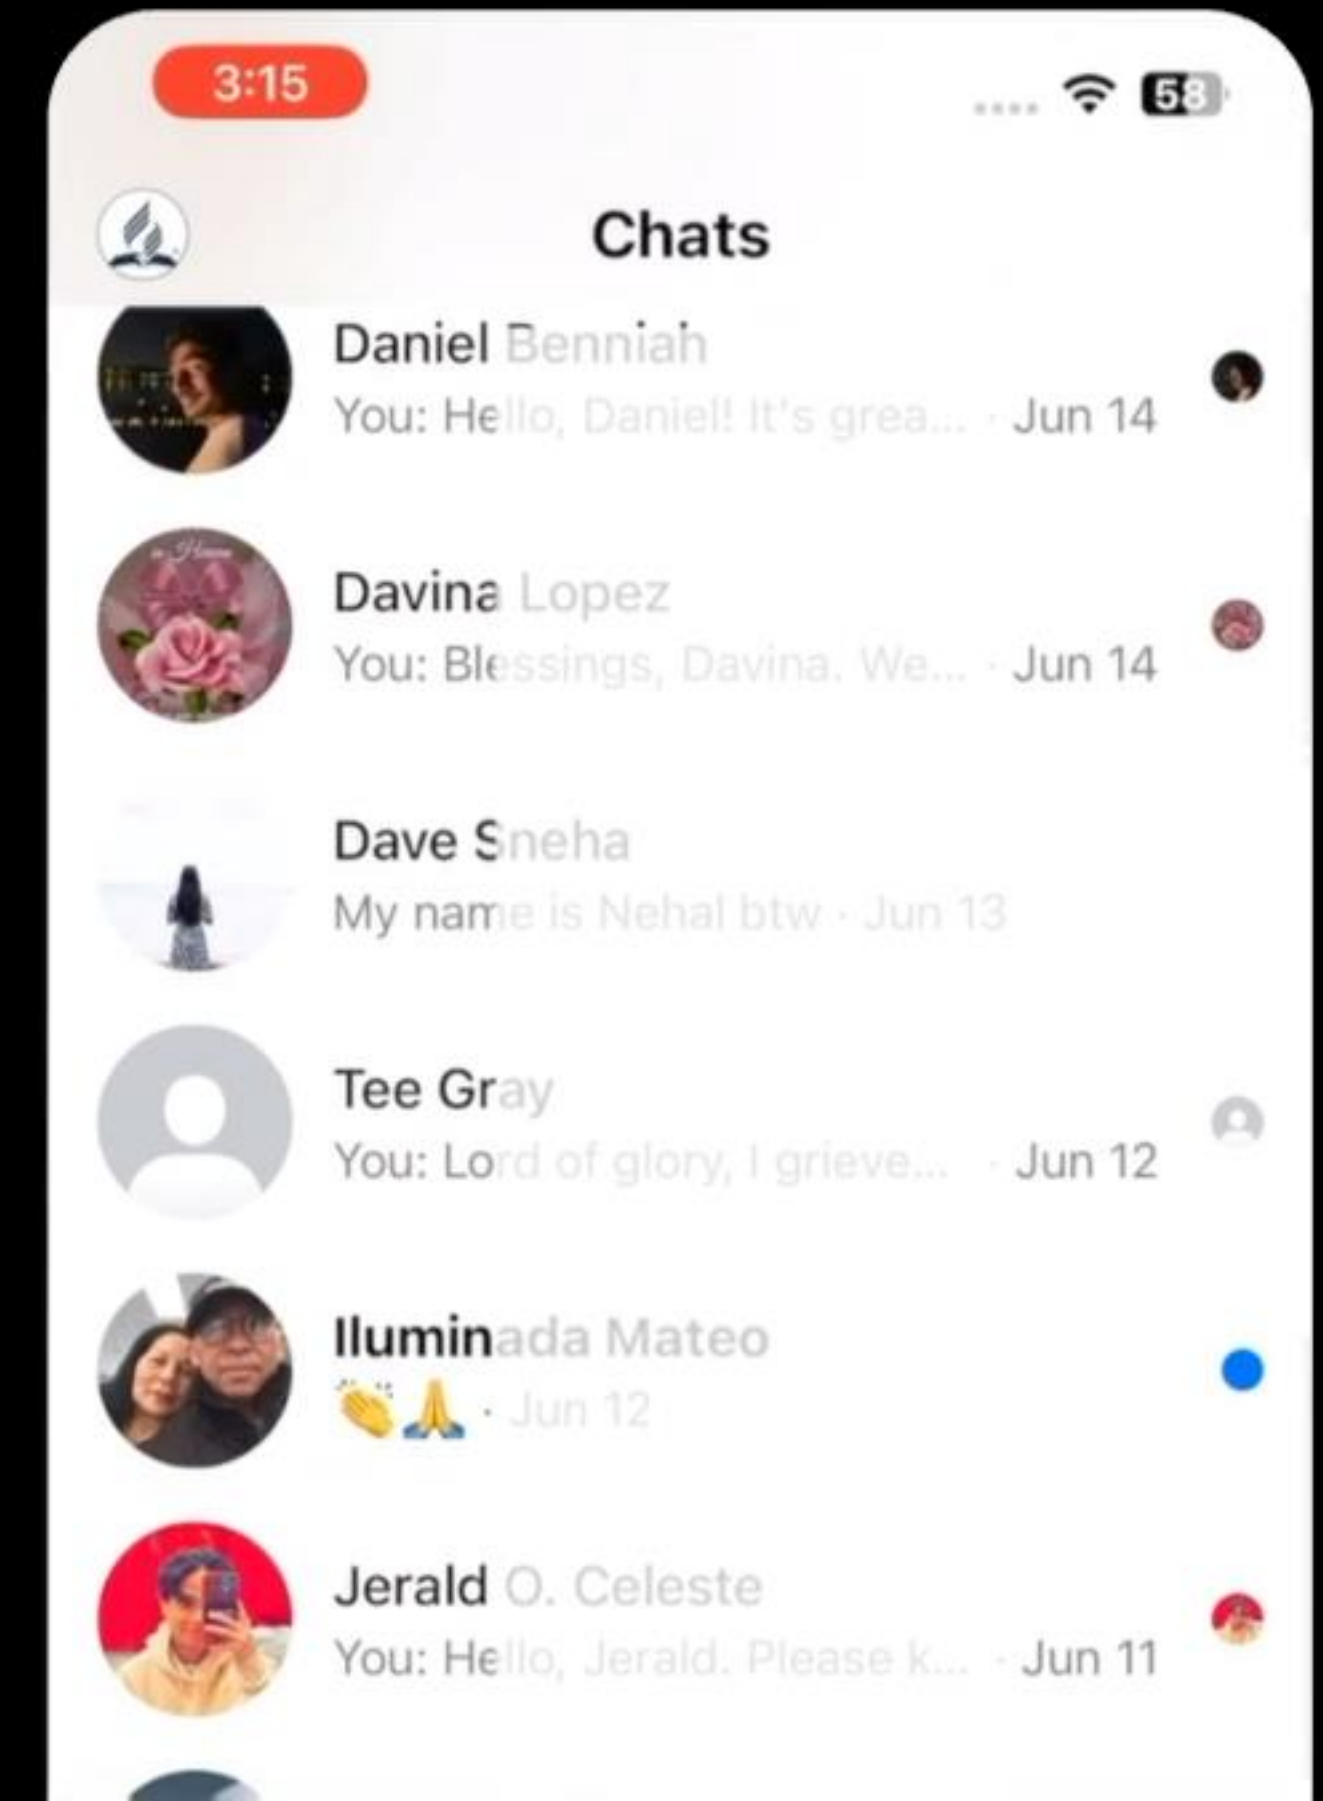 3:15
58
Chats
Daniel Benniah
You: Hello, Daniel! It's grea... · Jun 14
Davina Lopez
You: Blessings, Davina. We... · Jun 14
Dave Sneha
My name is Nehal btw · Jun 13
Tee Gray
You: Lord of glory, I grieve... · Jun 12
Iluminada Mateo
👏🙏 · Jun 12
Jerald O. Celeste
You: Hello, Jerald. Please k... · Jun 11